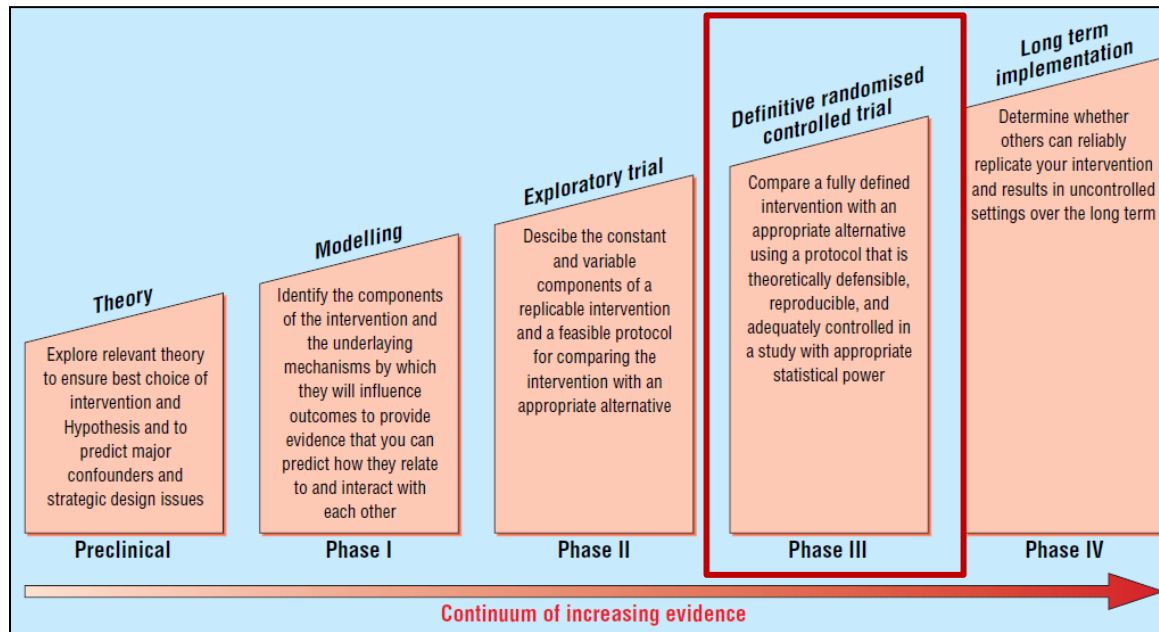 Theory
Explore relevant theory
to ensure best choice of
intervention and
Hypothesis and to
predict major
confounders and
strategic design issues
Preclinical
Modelling
Identify the components
of the intervention and
the underlaying
mechanisms by which
they will influence
outcomes to provide
evidence that you can
predict how they relate
to and interact with
each other
Phase I
Exploratory trial
Descibe the constant
and variable
components of a
replicable intervention
and a feasible protocol
for comparing the
intervention with an
appropriate alternative
Phase II
Definitive randomised
controlled trial
Compare a fully defined
intervention with an
appropriate alternative
using a protocol that is
theoretically defensible,
reproducible, and
adequately controlled in
a study with appropriate
statistical power
Phase III
Long term
implementation
Determine whether
others can reliably
replicate your intervention
and results in uncontrolled
settings over the long term
Phase IV
Continuum of increasing evidence